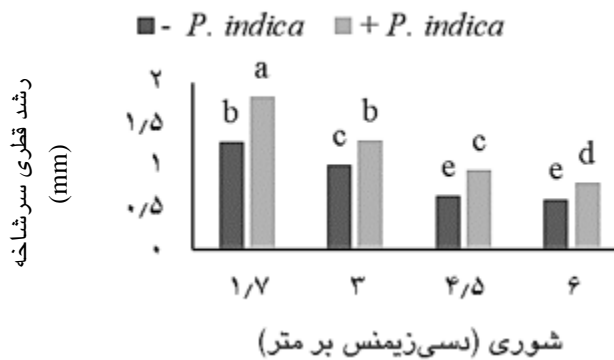 - P. indica + P. indica
رشد قطری سرشاخه
(mm)
۲
۱٫۵
۱
۰٫۵
۰
b a c b e c e d
۱٫۷ ۳ ۴٫۵ ۶
شوری (دسی‌زیمنس بر متر)